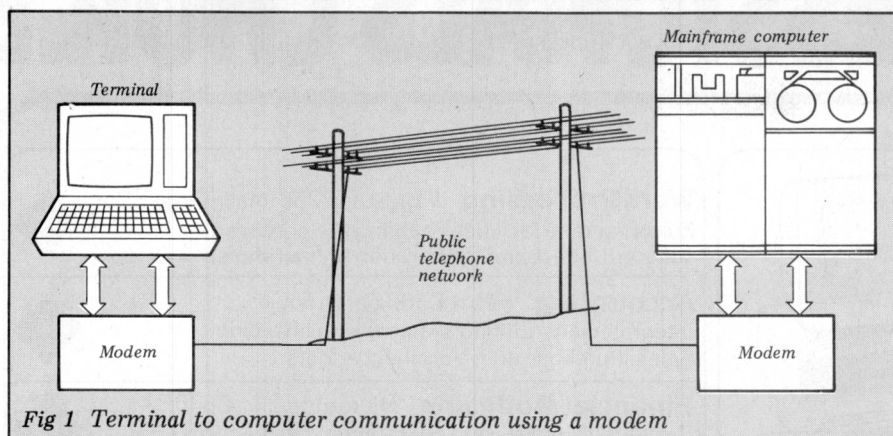 Mainframe computer
Terminal
Public
telephone
network
Modem
Modem
Fig 1 Terminal to computer communication using a modem